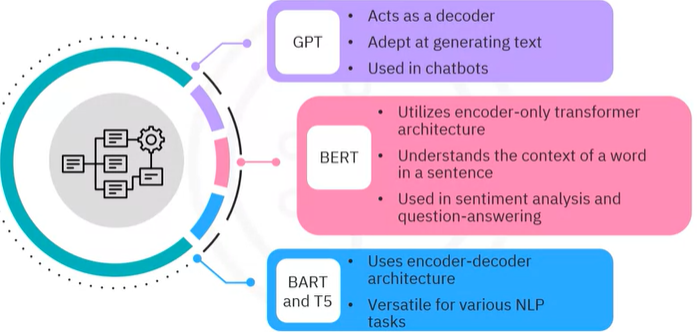 GPT
• Acts as a decoder
• Adept at generating text
• Used in chatbots
BERT
• Utilizes encoder-only transformer
architecture
• Understands the context of a word
in a sentence
• Used in sentiment analysis and
question-answering
BART
and T5
• Uses encoder-decoder
architecture
• Versatile for various NLP
tasks